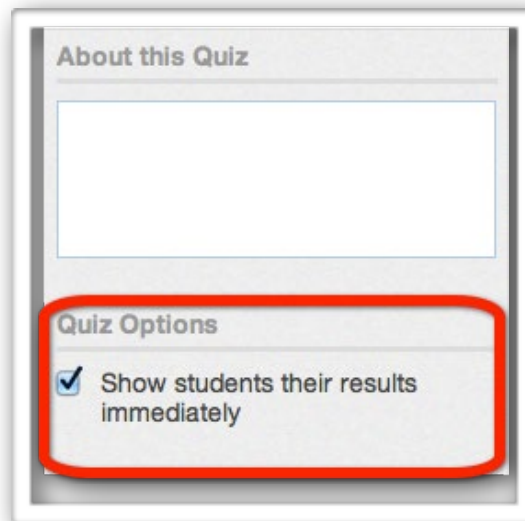 About this Quiz
Quiz Options
Show students their results
immediately